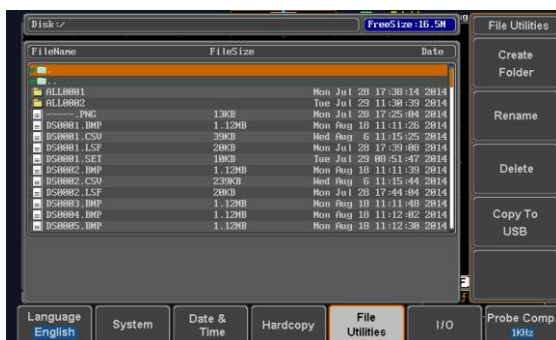 Disk:/
FreeSize:16.5M
File Utilities
FileName FileSize Date
.
..
ALL0001 Mon Jul 28 17:38:14 2014
ALL0002 Tue Jul 29 11:30:39 2014
-----.PNG 13KB Mon Jul 28 17:25:04 2014
DS0001.BMP 1.12MB Mon Aug 18 11:11:26 2014
DS0001.CSV 39KB Wed Aug 6 11:15:25 2014
DS0001.LSF 20KB Mon Jul 28 17:39:08 2014
DS0001.SET 10KB Tue Jul 29 08:51:47 2014
DS0002.BMP 1.12MB Mon Aug 18 11:11:39 2014
DS0002.CSV 239KB Wed Aug 6 11:15:44 2014
DS0002.LSF 20KB Mon Jul 28 17:44:04 2014
DS0003.BMP 1.12MB Mon Aug 18 11:11:48 2014
DS0004.BMP 1.12MB Mon Aug 18 11:12:02 2014
DS0005.BMP 1.12MB Mon Aug 18 11:12:30 2014
Create
Folder
Rename
Delete
Copy To
USB
Language
English
System
Date &
Time
Hardcopy
File
Utilities
I/O
Probe Comp.
1KHz